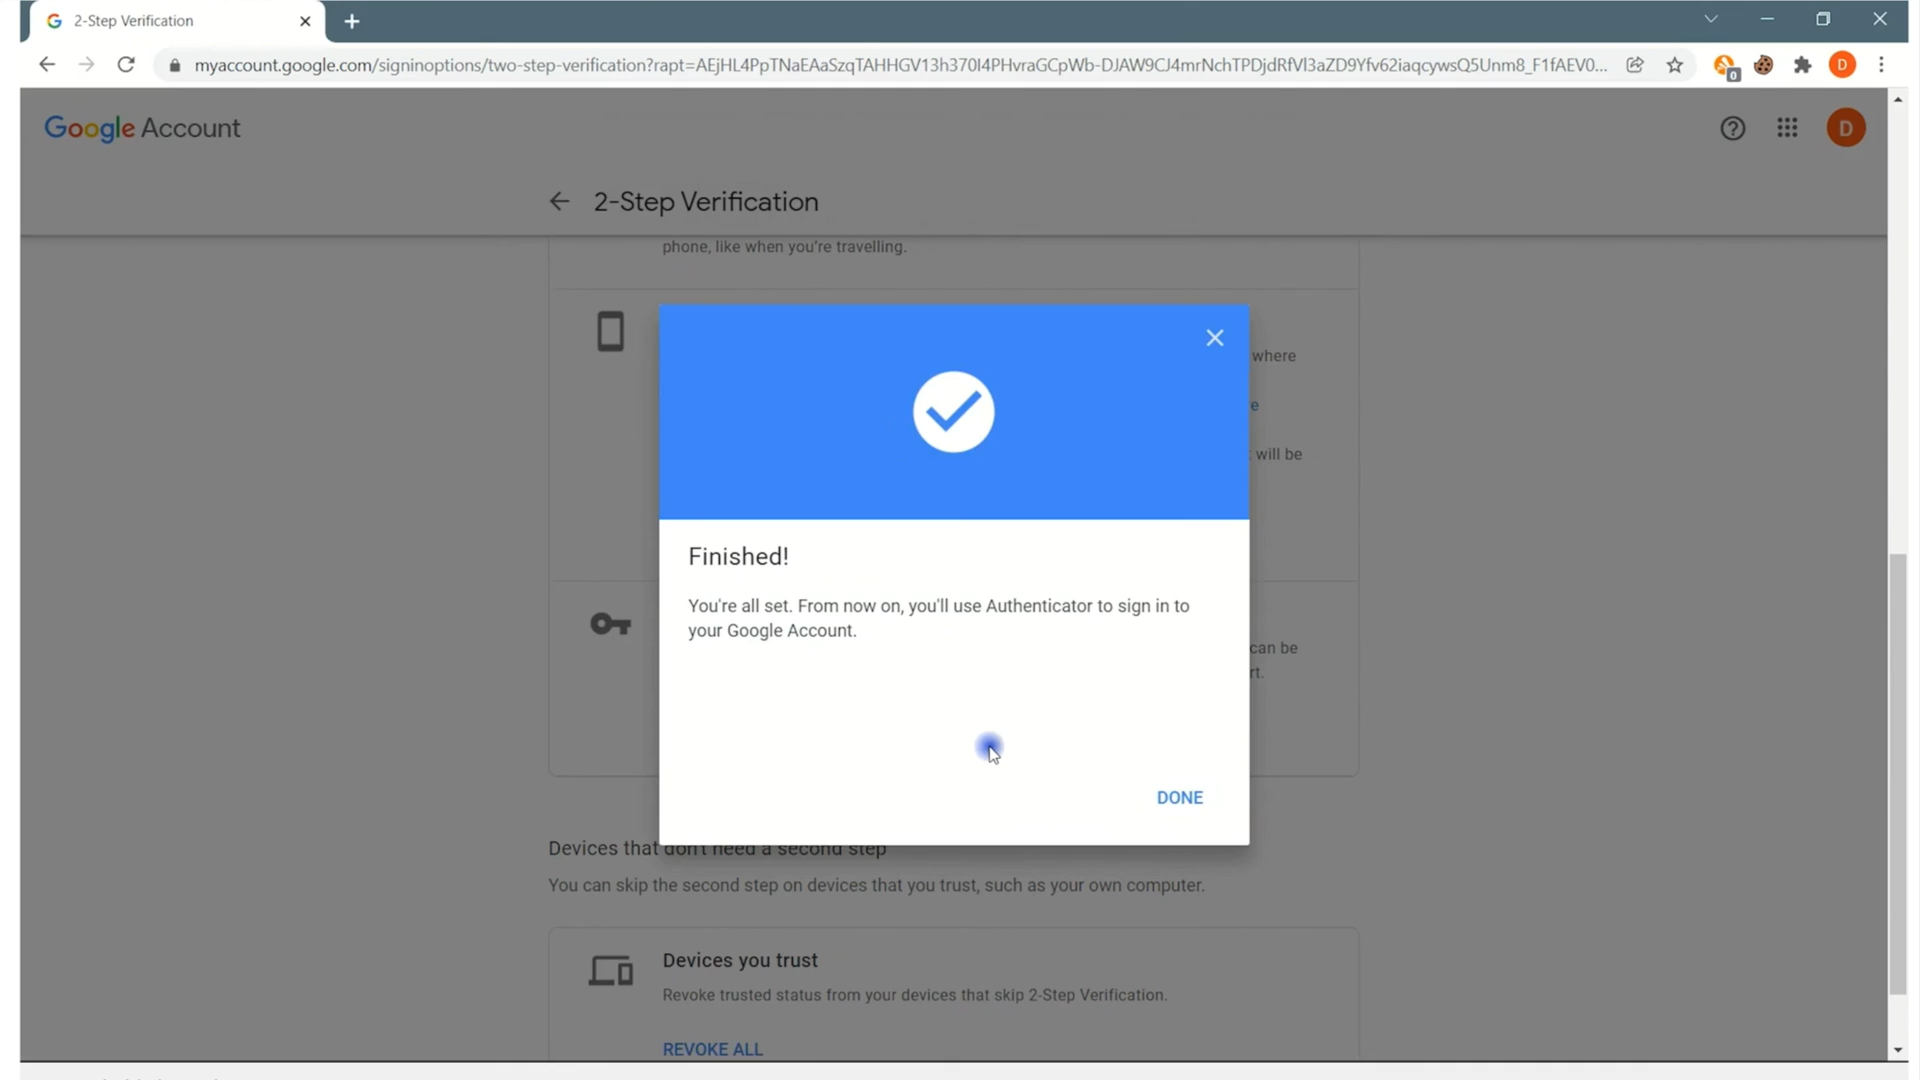 2-Step Verification
myaccount.google.com/signinoptions/two-step-verification?rapt=AEjHL4PpTNaEAaSzqTAHHGV13h370I4PHvraGCpWb-DJAW9CJ4mrNchTPDjdRfVl3aZD9Yfv62iaqcywsQ5Unm8_F1fAEV0...
0
D
Google Account
D
2-Step Verification
phone, like when you're travelling.
where
e
will be
Finished!
You're all set. From now on, you'll use Authenticator to sign in to
your Google Account.
can be
rt.
DONE
Devices that don't need a second step
You can skip the second step on devices that you trust, such as your own computer.
Devices you trust
Revoke trusted status from your devices that skip 2-Step Verification.
REVOKE ALL